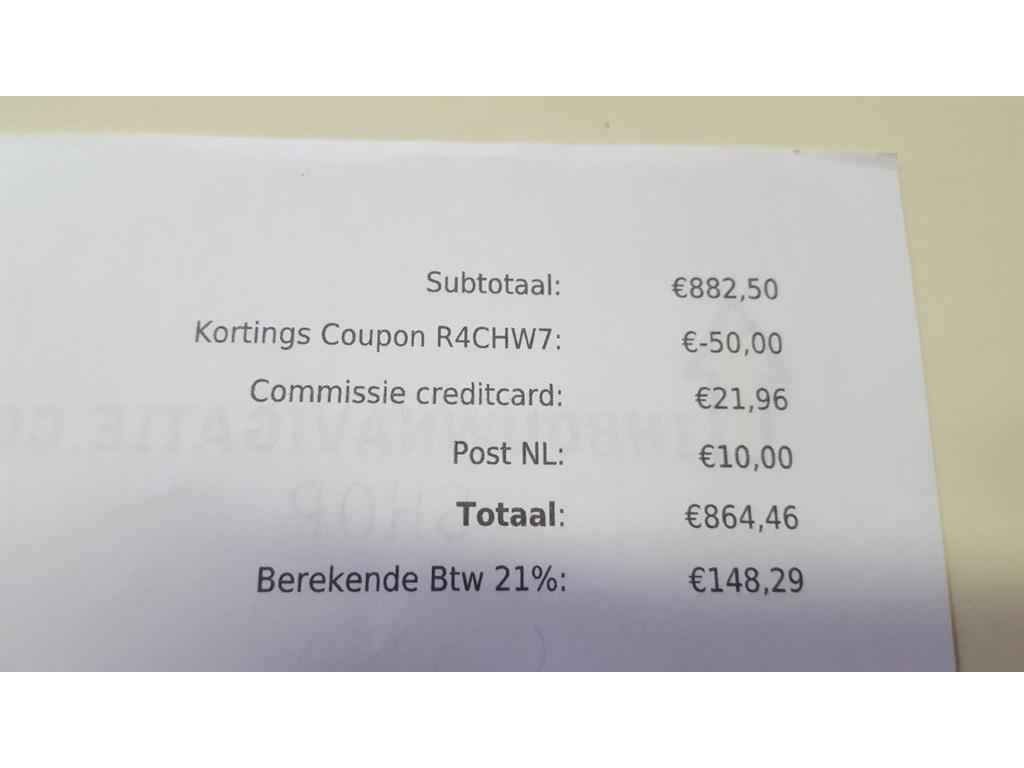 Subtotaal: €882,50
Kortings Coupon R4CHW7: €-50,00
Commissie creditcard: €21,96
Post NL: €10,00
Totaal: €864,46
Berekende Btw 21%: €148,29